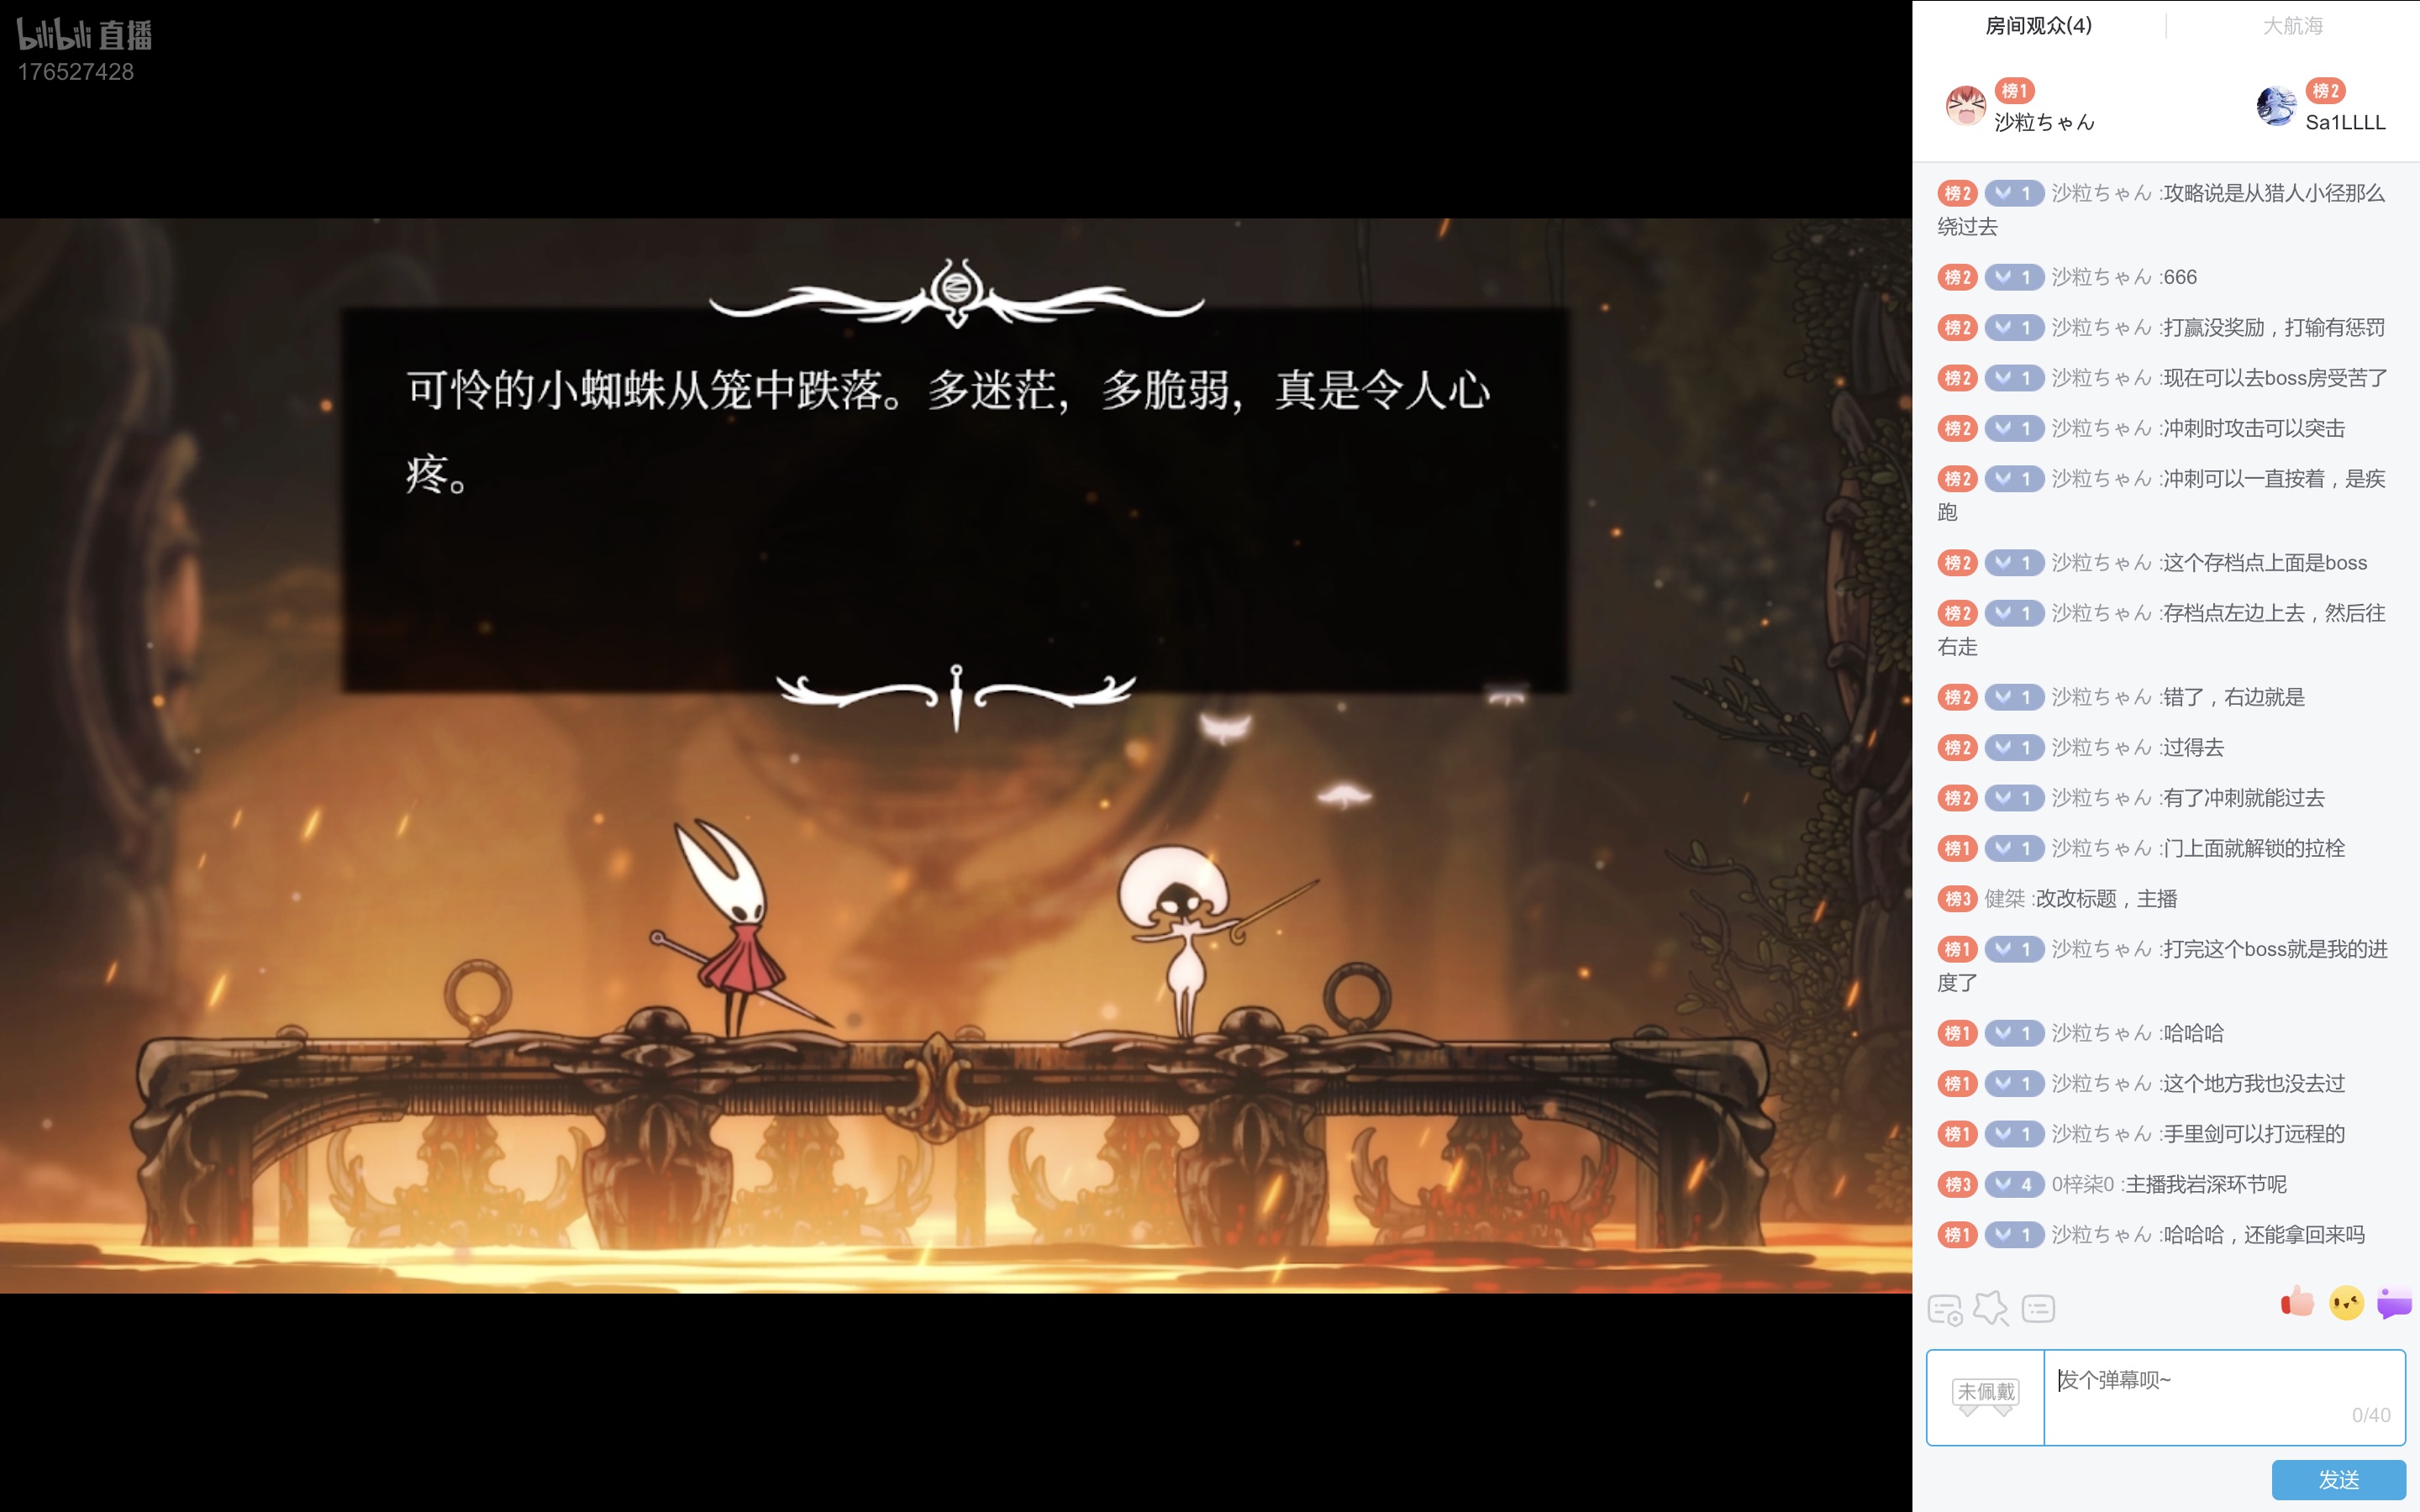 bilibili 直播
176527428
可怜的小蜘蛛从笼中跌落。多迷茫，多脆弱，真是令人心
疼。
房间观众(4)
大航海
榜1
沙粒ちゃん
榜2
Sa1LLLL
榜2 1 沙粒ちゃん :攻略说是从猎人小径那么
绕过去
榜2 1 沙粒ちゃん :666
榜2 1 沙粒ちゃん :打赢没奖励，打输有惩罚
榜2 1 沙粒ちゃん :现在可以去boss房受苦了
榜2 1 沙粒ちゃん :冲刺时攻击可以突击
榜2 1 沙粒ちゃん :冲刺可以一直按着，是疾
跑
榜2 1 沙粒ちゃん :这个存档点上面是boss
榜2 1 沙粒ちゃん :存档点左边上去，然后往
右走
榜2 1 沙粒ちゃん :错了，右边就是
榜2 1 沙粒ちゃん :过得去
榜2 1 沙粒ちゃん :有了冲刺就能过去
榜1 1 沙粒ちゃん :门上面就解锁的拉栓
榜3 健桀 :改改标题，主播
榜1 1 沙粒ちゃん :打完这个boss就是我的进
度了
榜1 1 沙粒ちゃん :哈哈哈
榜1 1 沙粒ちゃん :这个地方我也没去过
榜1 1 沙粒ちゃん :手里剑可以打远程的
榜3 4 0梓柒0 :主播我岩深环节呢
榜1 1 沙粒ちゃん :哈哈哈，还能拿回来吗
未佩戴
发个弹幕呗~
0/40
发送